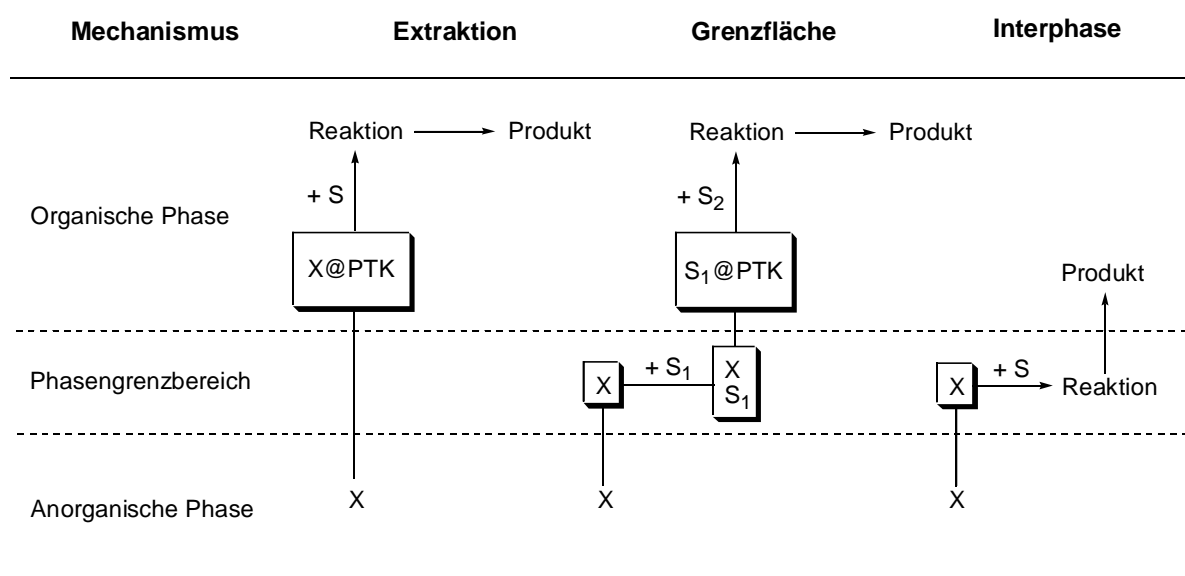 Mechanismus Extraktion Grenzfläche Interphase
Reaktion Produkt Reaktion Produkt
+ S + S2
Organische Phase
X@PTK S1@PTK
Produkt
Phasengrenzbereich X + S1 X X + S Reaktion
S1
Anorganische Phase X X X